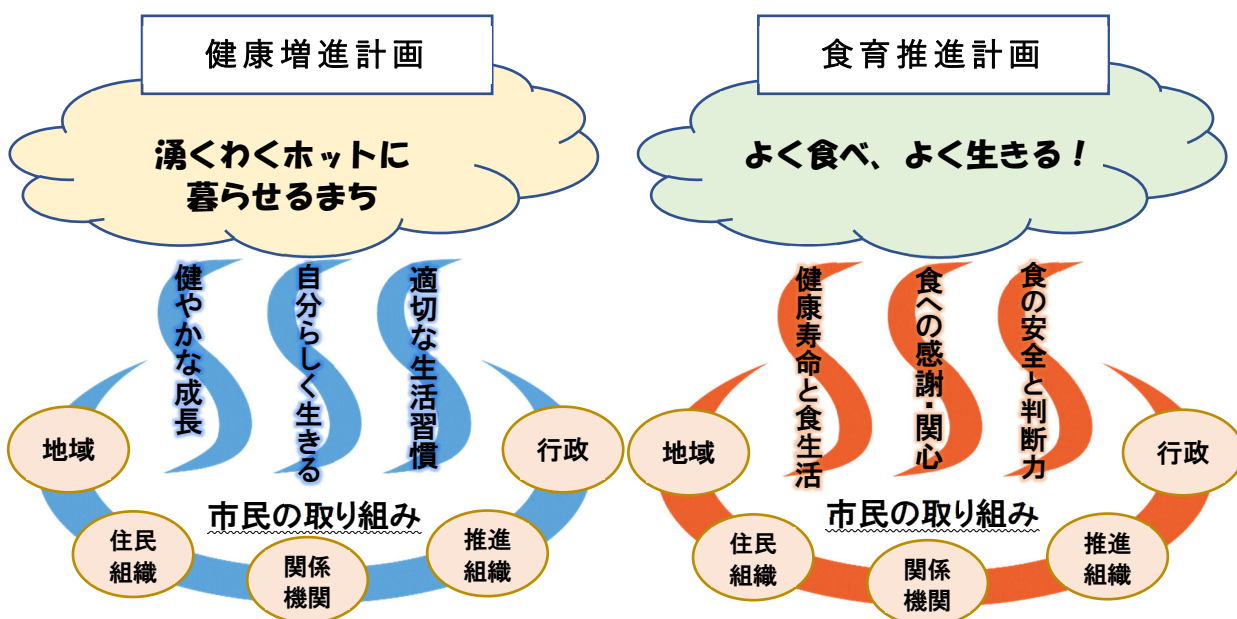 健康増進計画
湧くわくホットに
暮らせるまち
健やかな成長
自分らしく生きる
適切な生活習慣
地域
行政
市民の取り組み
住民
組織
関係
機関
推進
組織
食育推進計画
よく食べ、よく生きる！
健康寿命と食生活
食への感謝・関心
食の安全と判断力
地域
行政
市民の取り組み
住民
組織
関係
機関
推進
組織